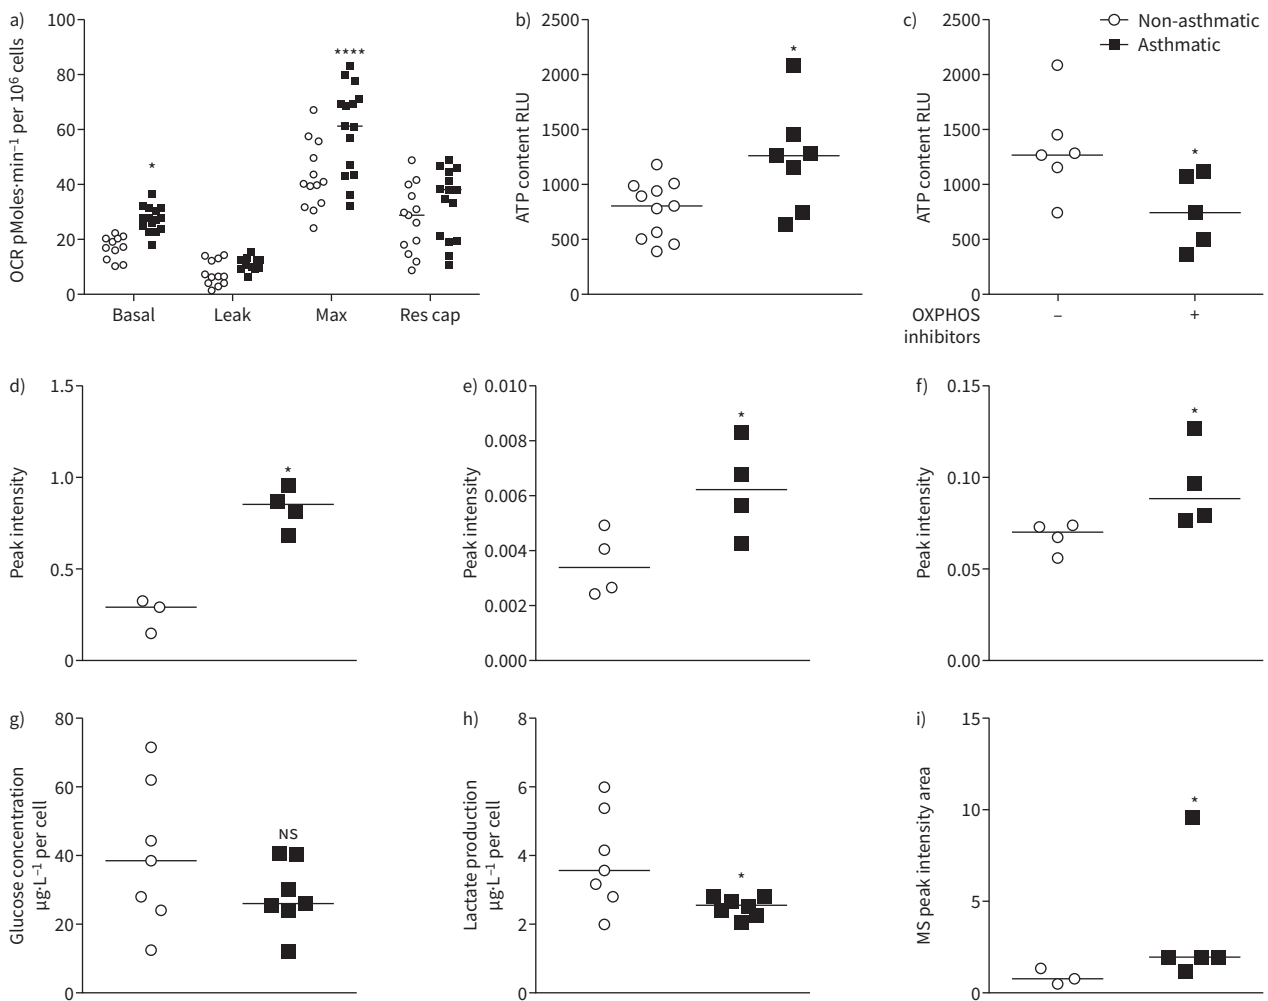 a)
OCR pMoles·min⁻¹ per 10⁶ cells
100
80
60
40
20
0
*
****
Basal
Leak
Max
Res cap
b)
ATP content RLU
2500
2000
1500
1000
500
0
*
c)
ATP content RLU
2500
2000
1500
1000
500
0
Non-asthmatic
Asthmatic
*
OXPHOS
inhibitors
–
+
d)
Peak intensity
1.5
1.0
0.5
0
*
e)
Peak intensity
0.010
0.008
0.006
0.004
0.002
0.000
*
f)
Peak intensity
0.15
0.10
0.05
0.00
*
g)
Glucose concentration
µg·L⁻¹ per cell
80
60
40
20
0
NS
h)
Lactate production
µg·L⁻¹ per cell
8
6
4
2
0
*
i)
MS peak intensity area
15
10
5
0
*